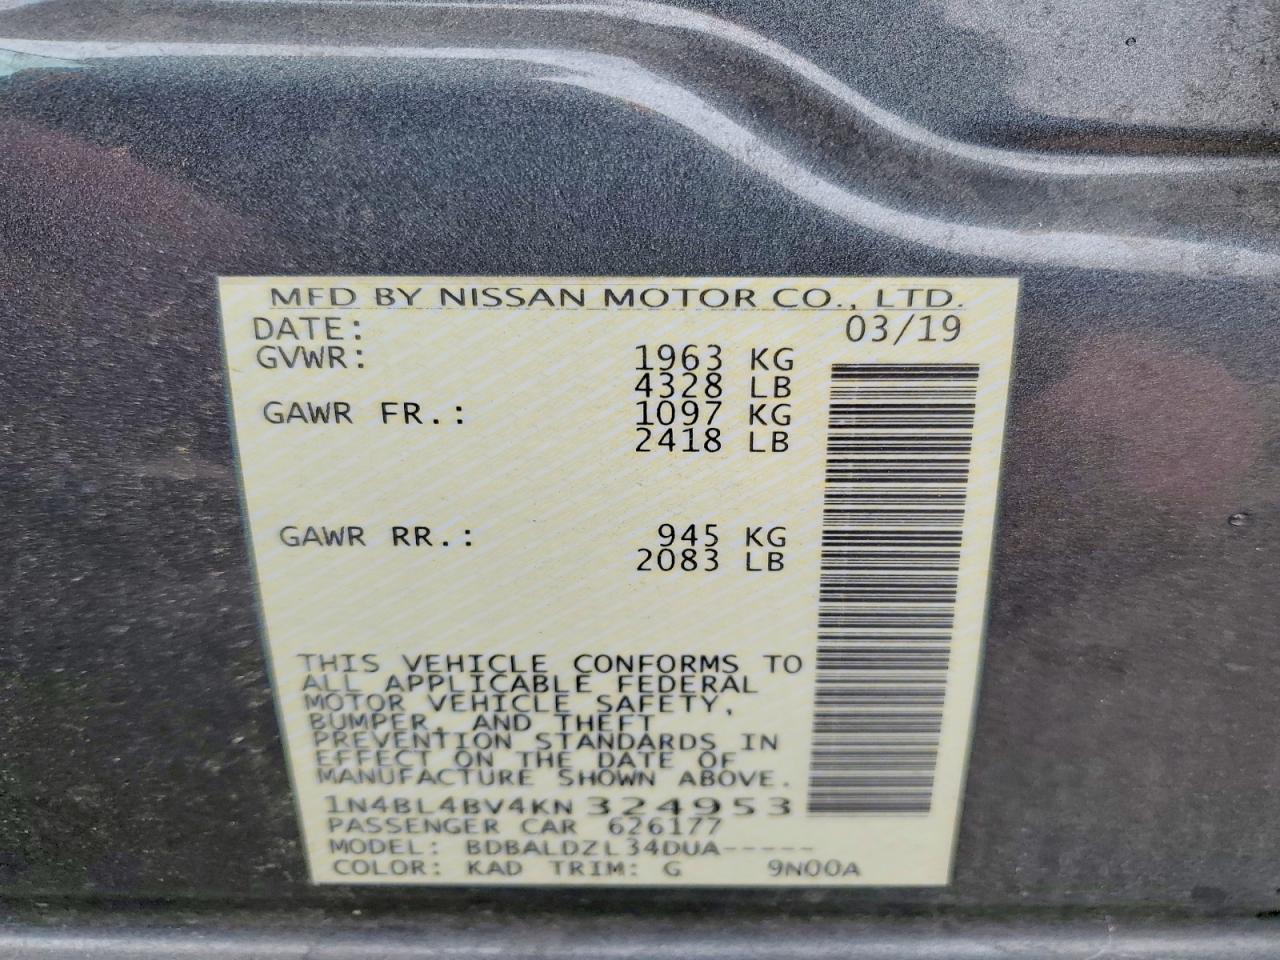 MFD BY NISSAN MOTOR CO., LTD.
DATE: 03/19
GVWR: 1963 KG
4328 LB
GAWR FR.: 1097 KG
2418 LB
GAWR RR.: 945 KG
2083 LB
THIS VEHICLE CONFORMS TO
ALL APPLICABLE FEDERAL
MOTOR VEHICLE SAFETY,
BUMPER, AND THEFT
PREVENTION STANDARDS IN
EFFECT ON THE DATE OF
MANUFACTURE SHOWN ABOVE.
1N4BL4BV4KN324953
PASSENGER CAR 626177
MODEL: BDBALDZL34DUA-----
COLOR: KAD TRIM: G 9N00A